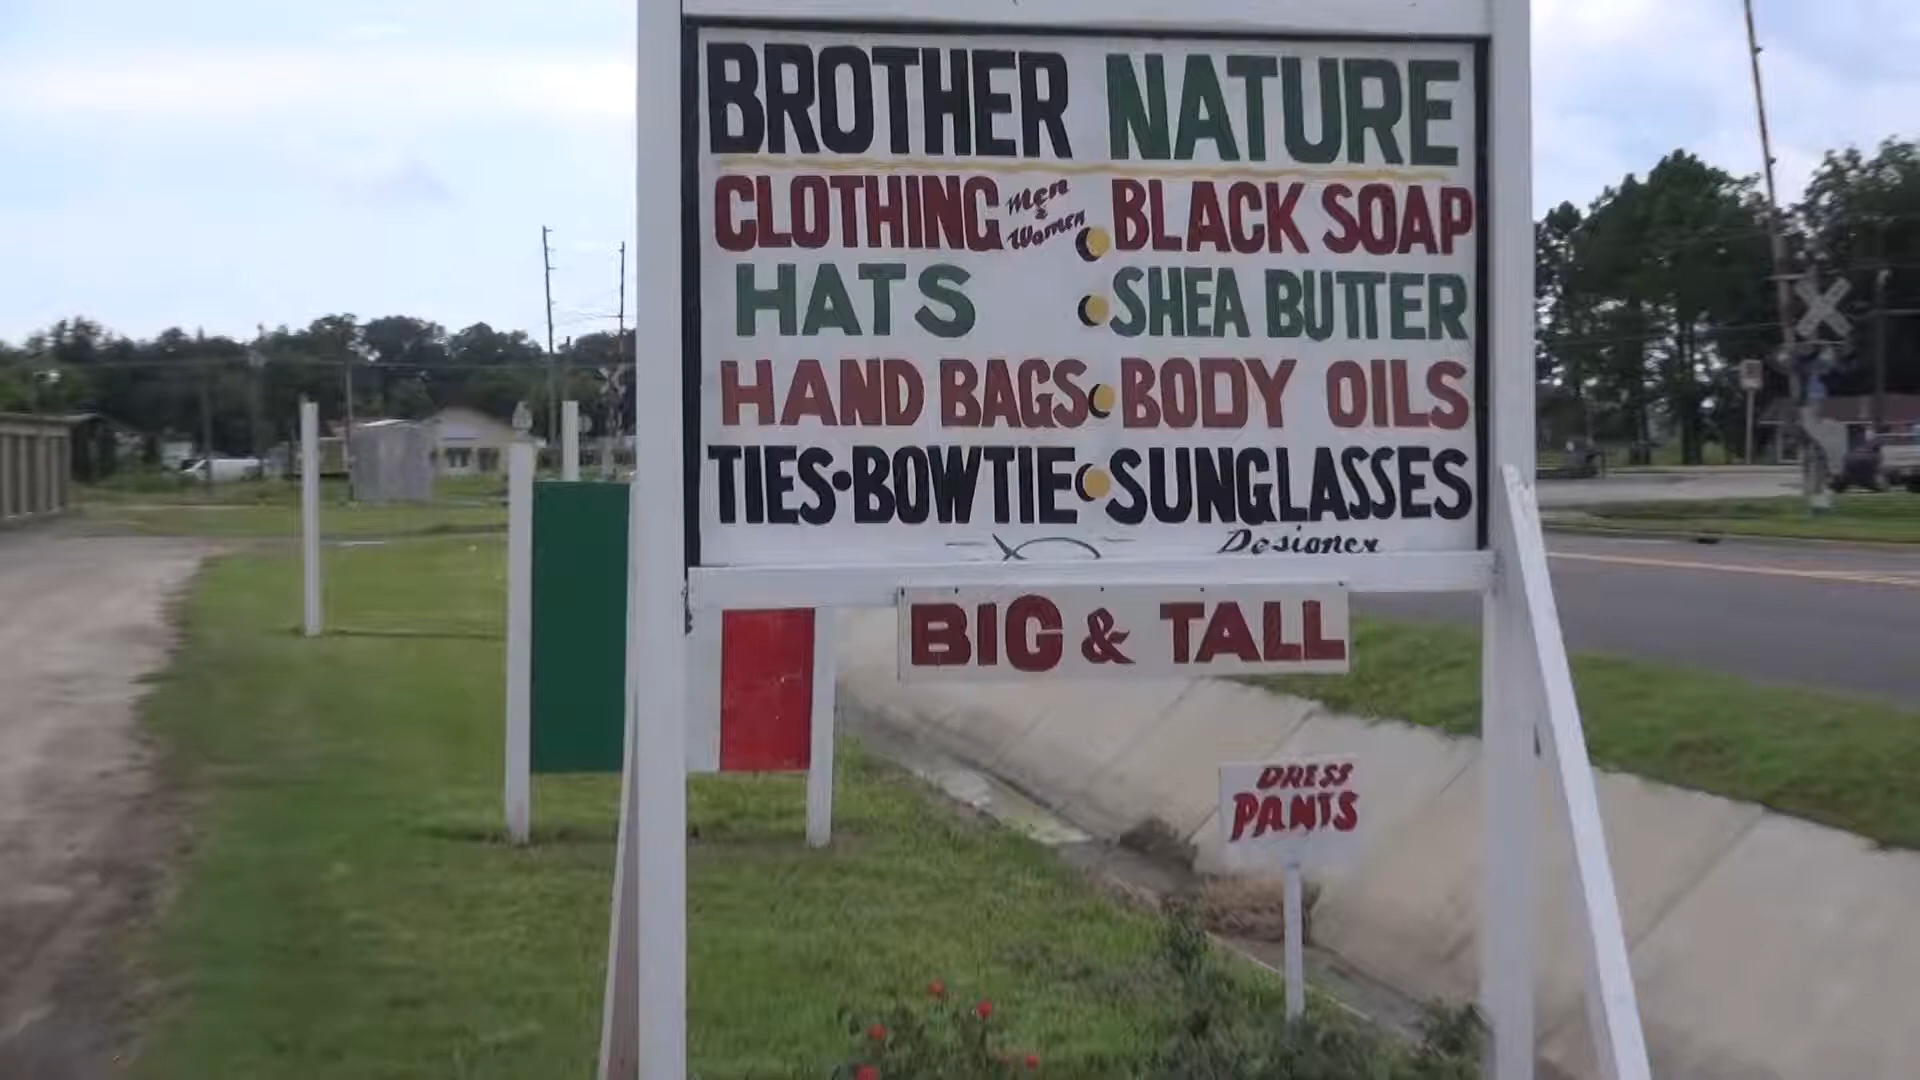 BROTHER NATURE
CLOTHING Men & Women • BLACK SOAP
HATS • SHEA BUTTER
HAND BAGS • BODY OILS
TIES • BOWTIE • SUNGLASSES
Designer
BIG & TALL
DRESS
PANTS